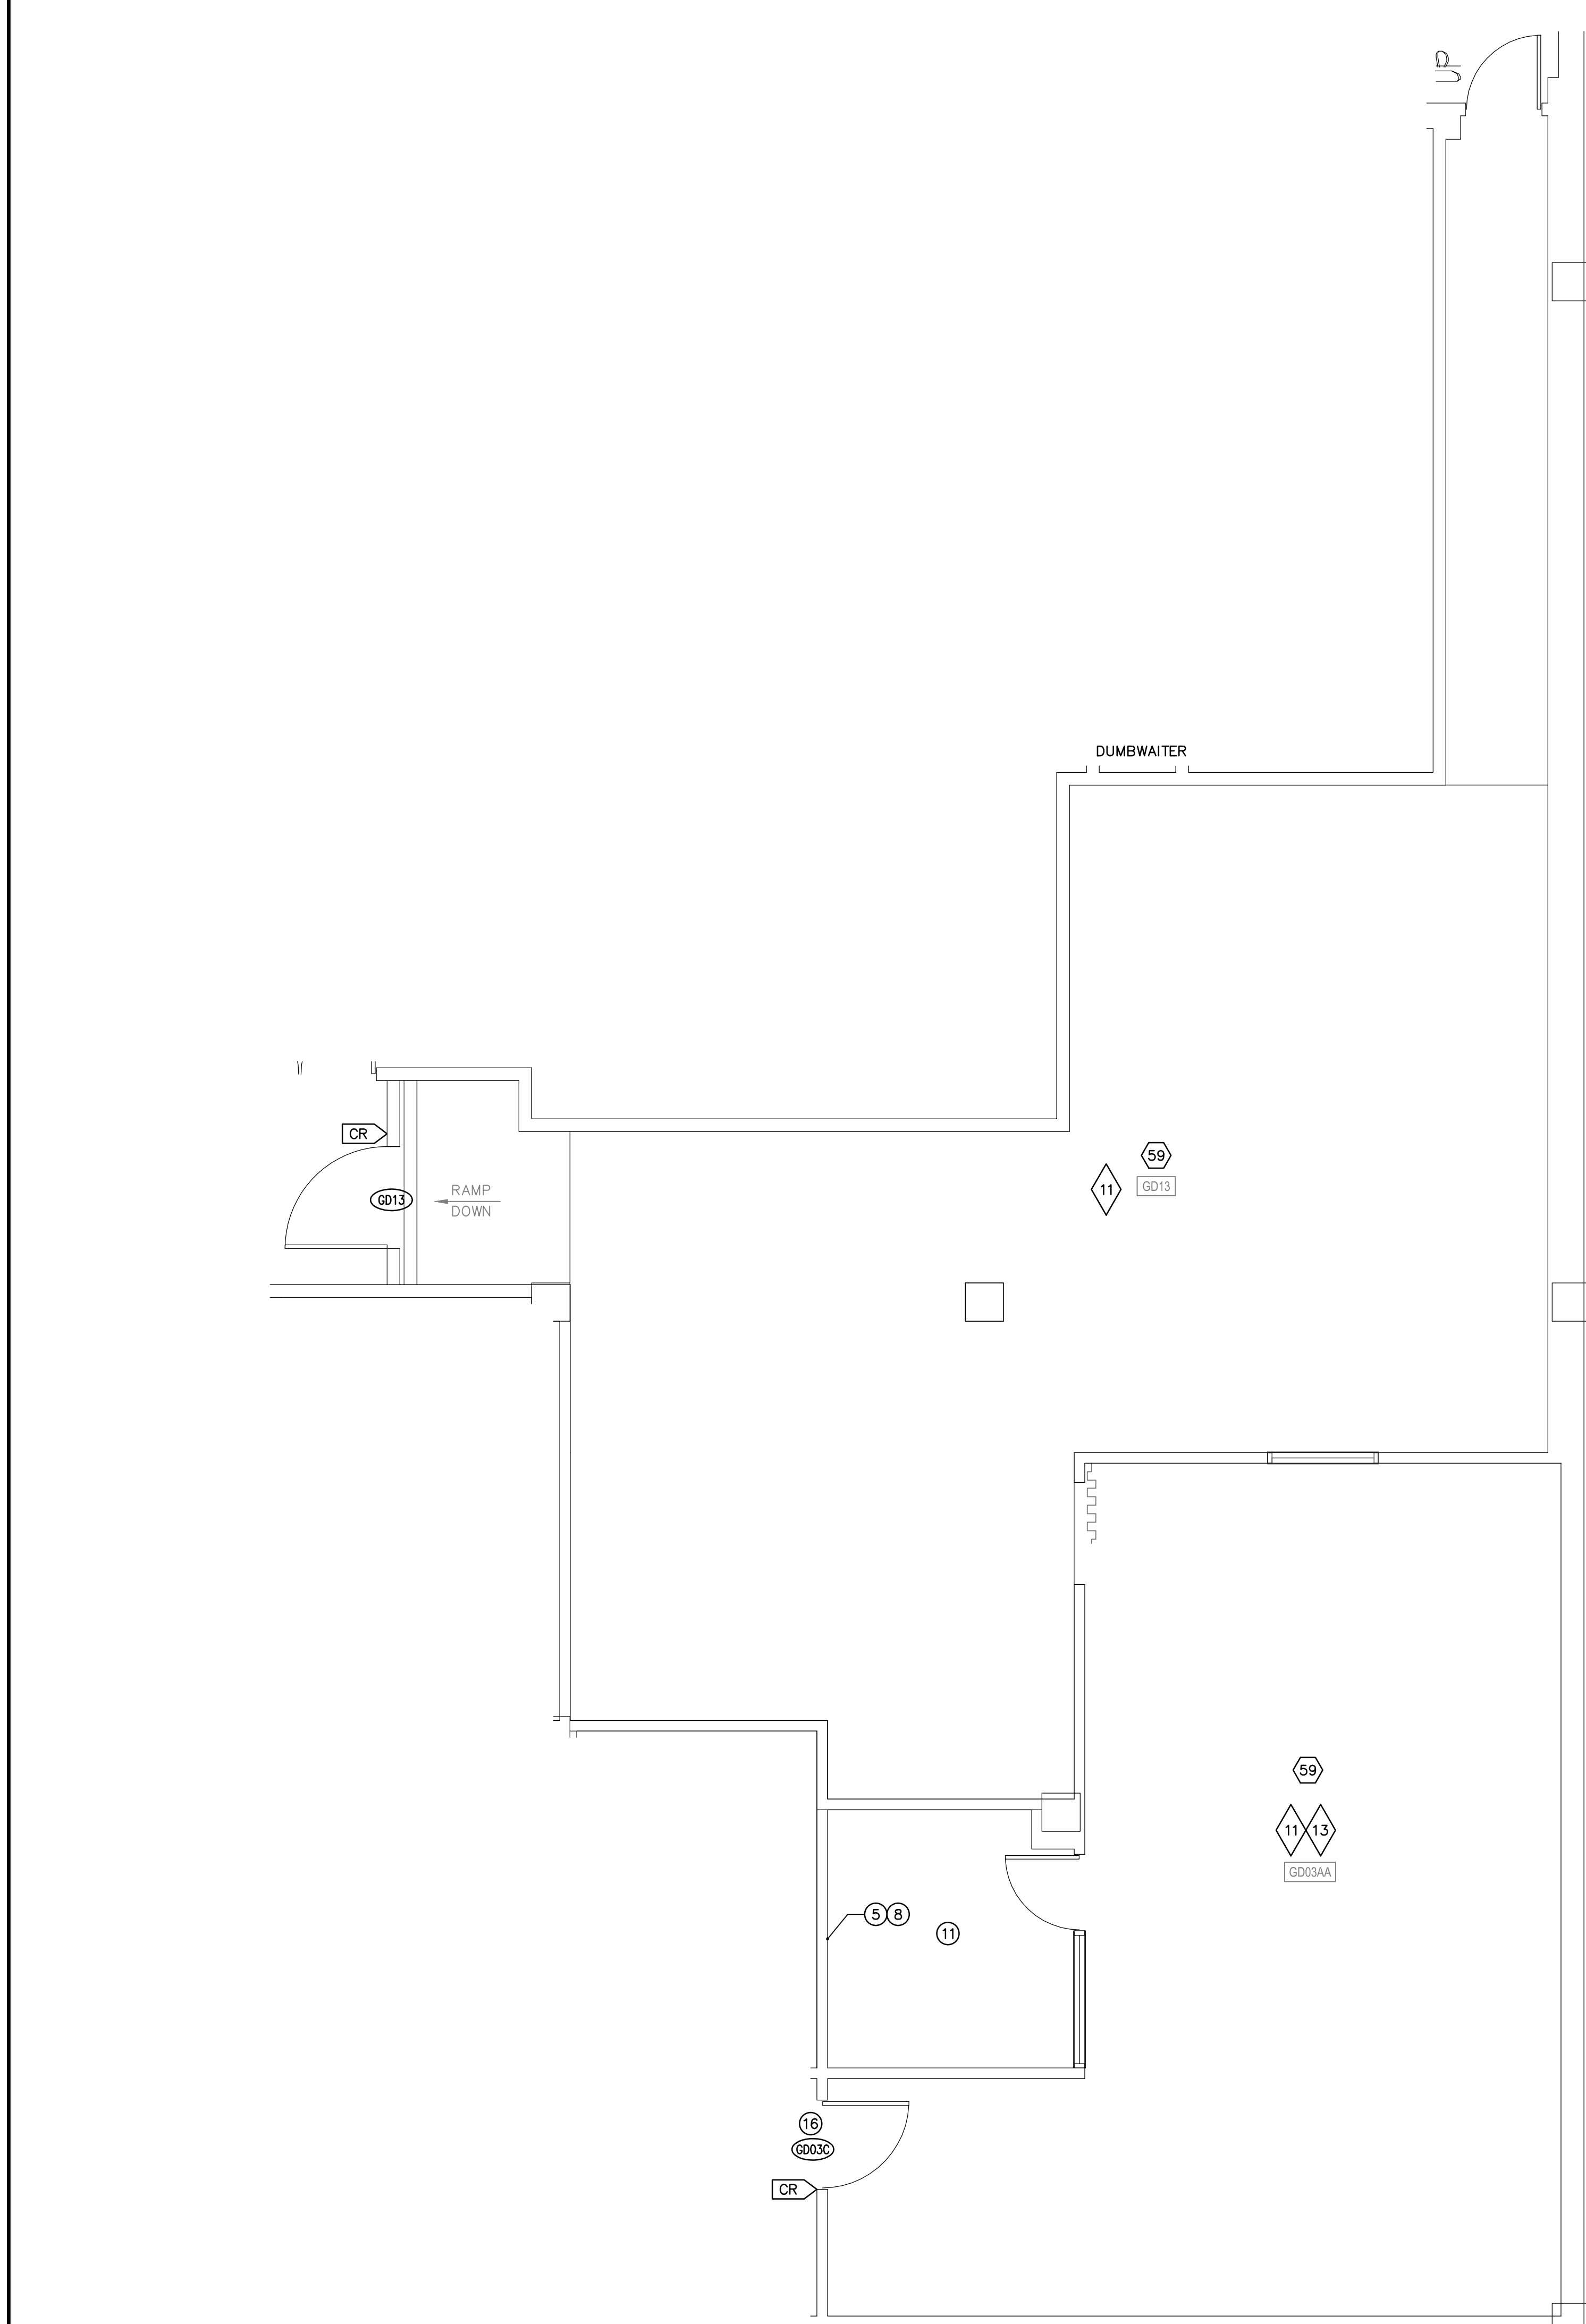 UP
DUMBWAITER
CR
59
11
GD13
GD13
RAMP
DOWN
59
11 13
GD03AA
5 8
11
16
GD03C
CR